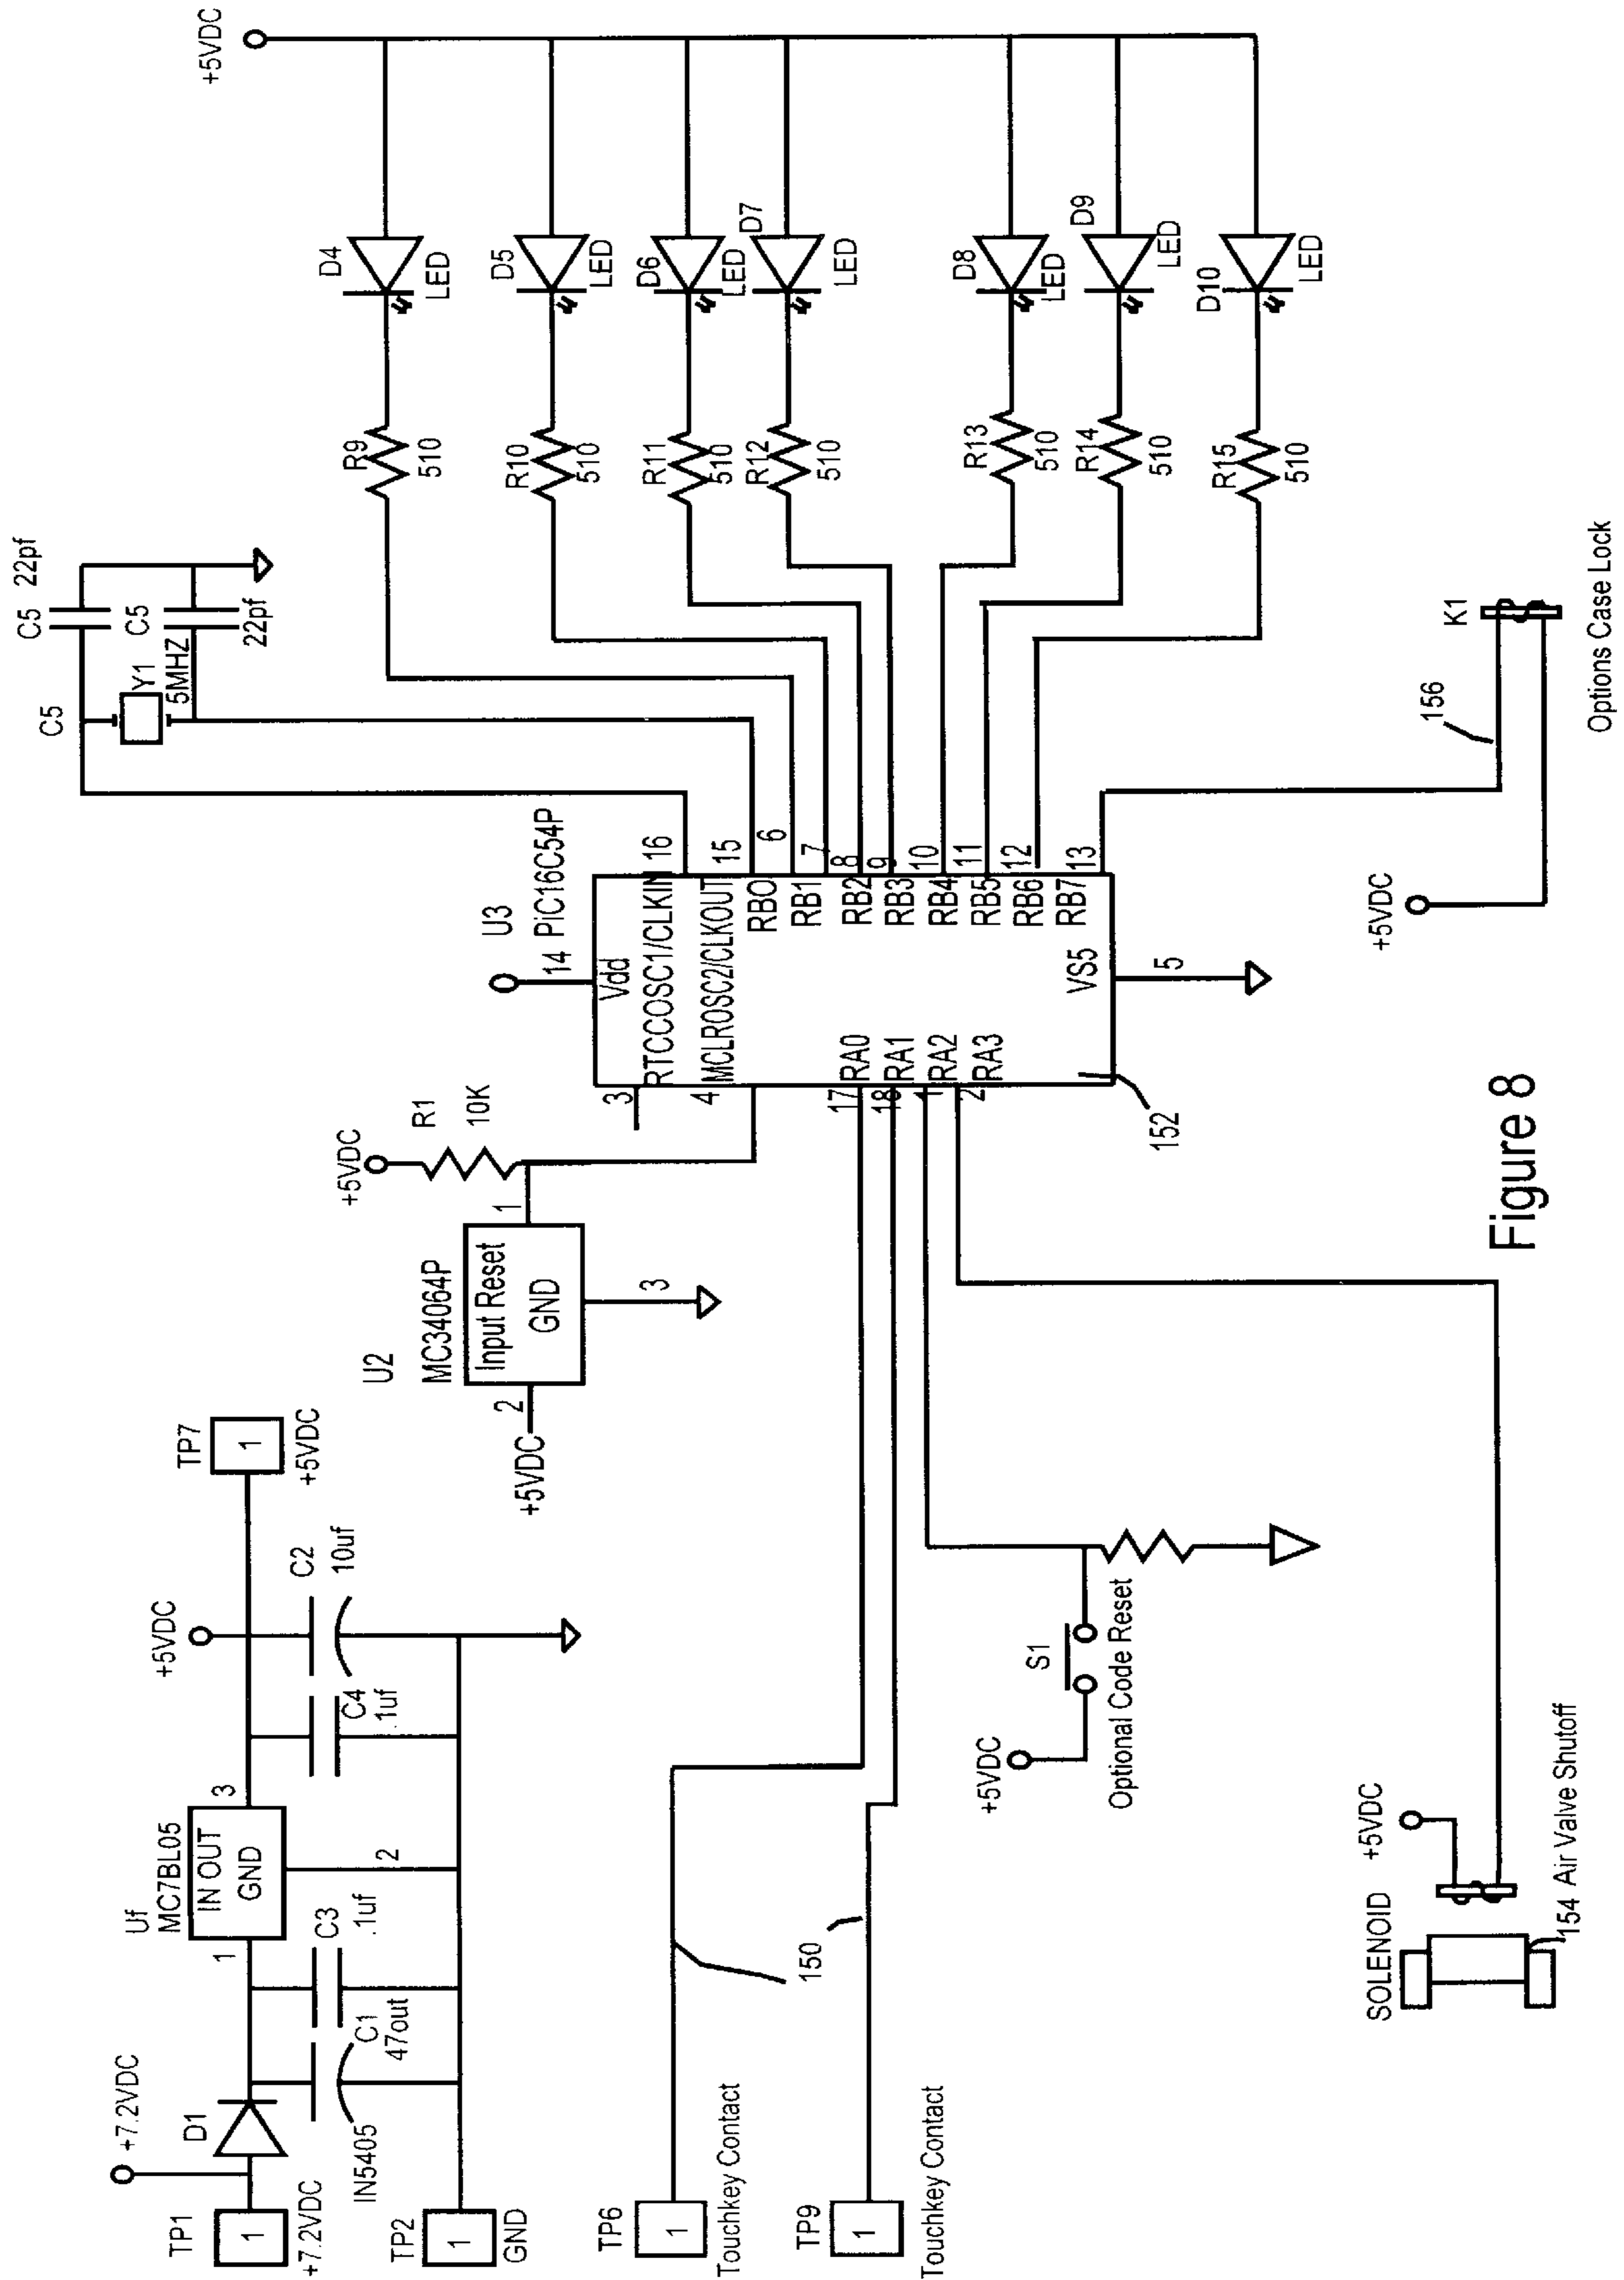 TP1
1
+7.2VDC
+7.2VDC
D1
IN5405
C1
47out
C3
.1uf
Uf
MC7BL05
IN OUT
GND
1
2
3
C4
.1uf
C2
10uf
+5VDC
TP7
1
+5VDC
TP2
1
GND
U2
MC34064P
Input Reset
GND
+5VDC
2
3
1
+5VDC
R1
10K
U3
PiC16C54P
14
Vdd
RTCCOSC1/CLKIN
MCLROSC2/CLKOUT
RBO
RB1
RB2
RB3
RB4
RB5
RB6
RB7
RA0
RA1
RA2
RA3
VS5
5
3
4
17
18
1
2
16
15
6
7
8
9
10
11
12
13
152
C5
C5
22pf
C5
22pf
Y1
5MHZ
R9
510
D4
LED
R10
510
D5
LED
R11
510
D6
LED
R12
510
D7
LED
R13
510
D8
LED
R14
510
D9
LED
R15
510
D10
LED
+5VDC
TP6
1
Touchkey Contact
TP9
1
Touchkey Contact
150
+5VDC
S1
Optional Code Reset
SOLENOID
+5VDC
154 Air Valve Shutoff
+5VDC
156
K1
Options Case Lock
Figure 8